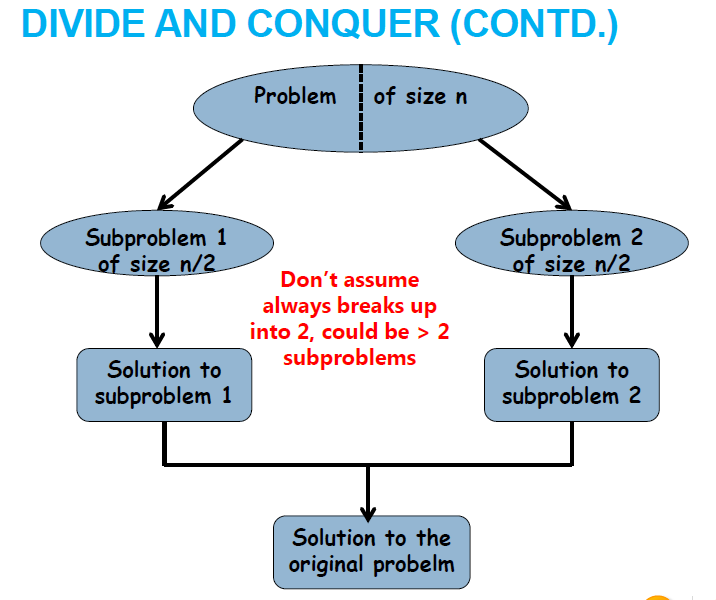 DIVIDE AND CONQUER (CONTD.)
Problem of size n
Subproblem 1
of size n/2
Subproblem 2
of size n/2
Don’t assume
always breaks up
into 2, could be > 2
subproblems
Solution to
subproblem 1
Solution to
subproblem 2
Solution to the
original probelm